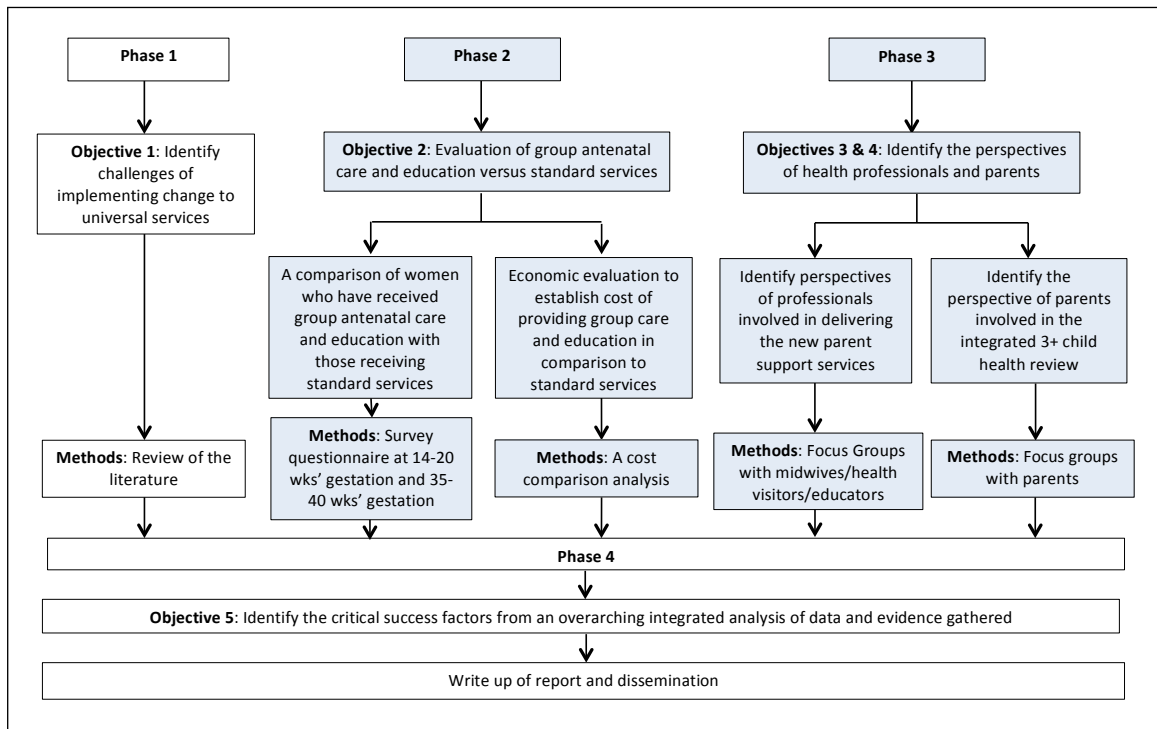 Phase 1
Phase 2
Phase 3
Objective 1: Identify
challenges of
implementing change to
universal services
Objective 2: Evaluation of group antenatal
care and education versus standard services
Objectives 3 & 4: Identify the perspectives
of health professionals and parents
A comparison of women
who have received
group antenatal care
and education with
those receiving
standard services
Economic evaluation to
establish cost of
providing group care
and education in
comparison to
standard services
Identify perspectives
of professionals
involved in delivering
the new parent
support services
Identify the
perspective of parents
involved in the
integrated 3+ child
health review
Methods: Review of the
literature
Methods: Survey
questionnaire at 14-20
wks’ gestation and 35-
40 wks’ gestation
Methods: A cost
comparison analysis
Methods: Focus Groups
with midwives/health
visitors/educators
Methods: Focus groups
with parents
Phase 4
Objective 5: Identify the critical success factors from an overarching integrated analysis of data and evidence gathered
Write up of report and dissemination